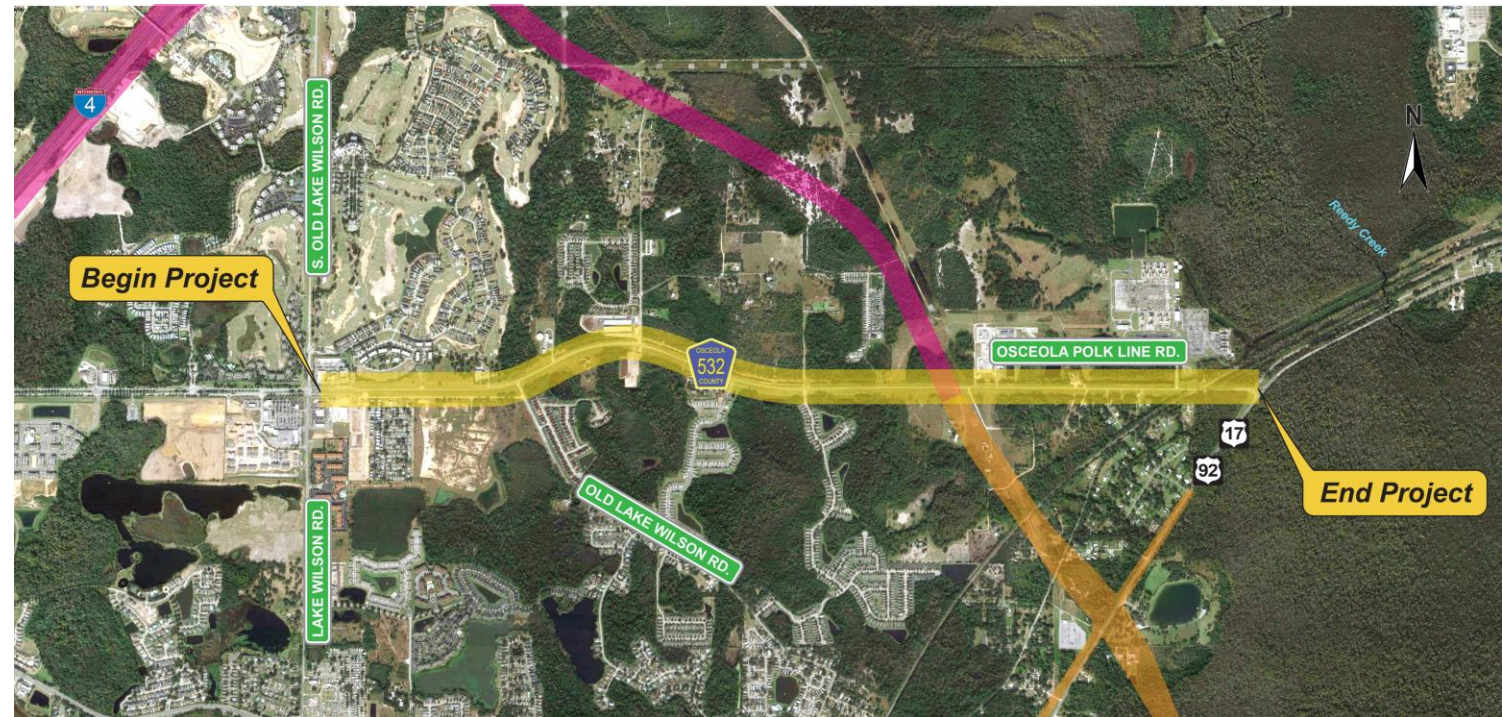 INTERSTATE
4
S. OLD LAKE WILSON RD.
N
Reedy Creek
Begin Project
OSCEOLA
532
COUNTY
OSCEOLA POLK LINE RD.
17
92
End Project
OLD LAKE WILSON RD.
LAKE WILSON RD.